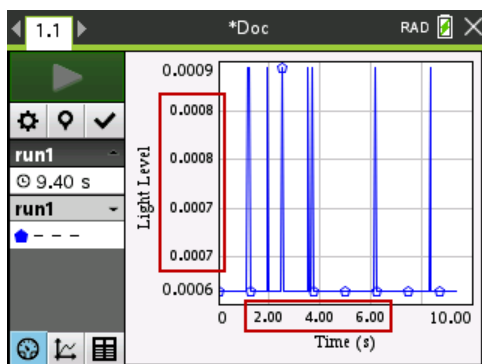 1.1
*Doc
RAD
run1
9.40 s
run1
0.0009
0.0008
0.0008
0.0007
0.0007
0.0006
Light Level
0
2.00
4.00
6.00
10.00
Time (s)